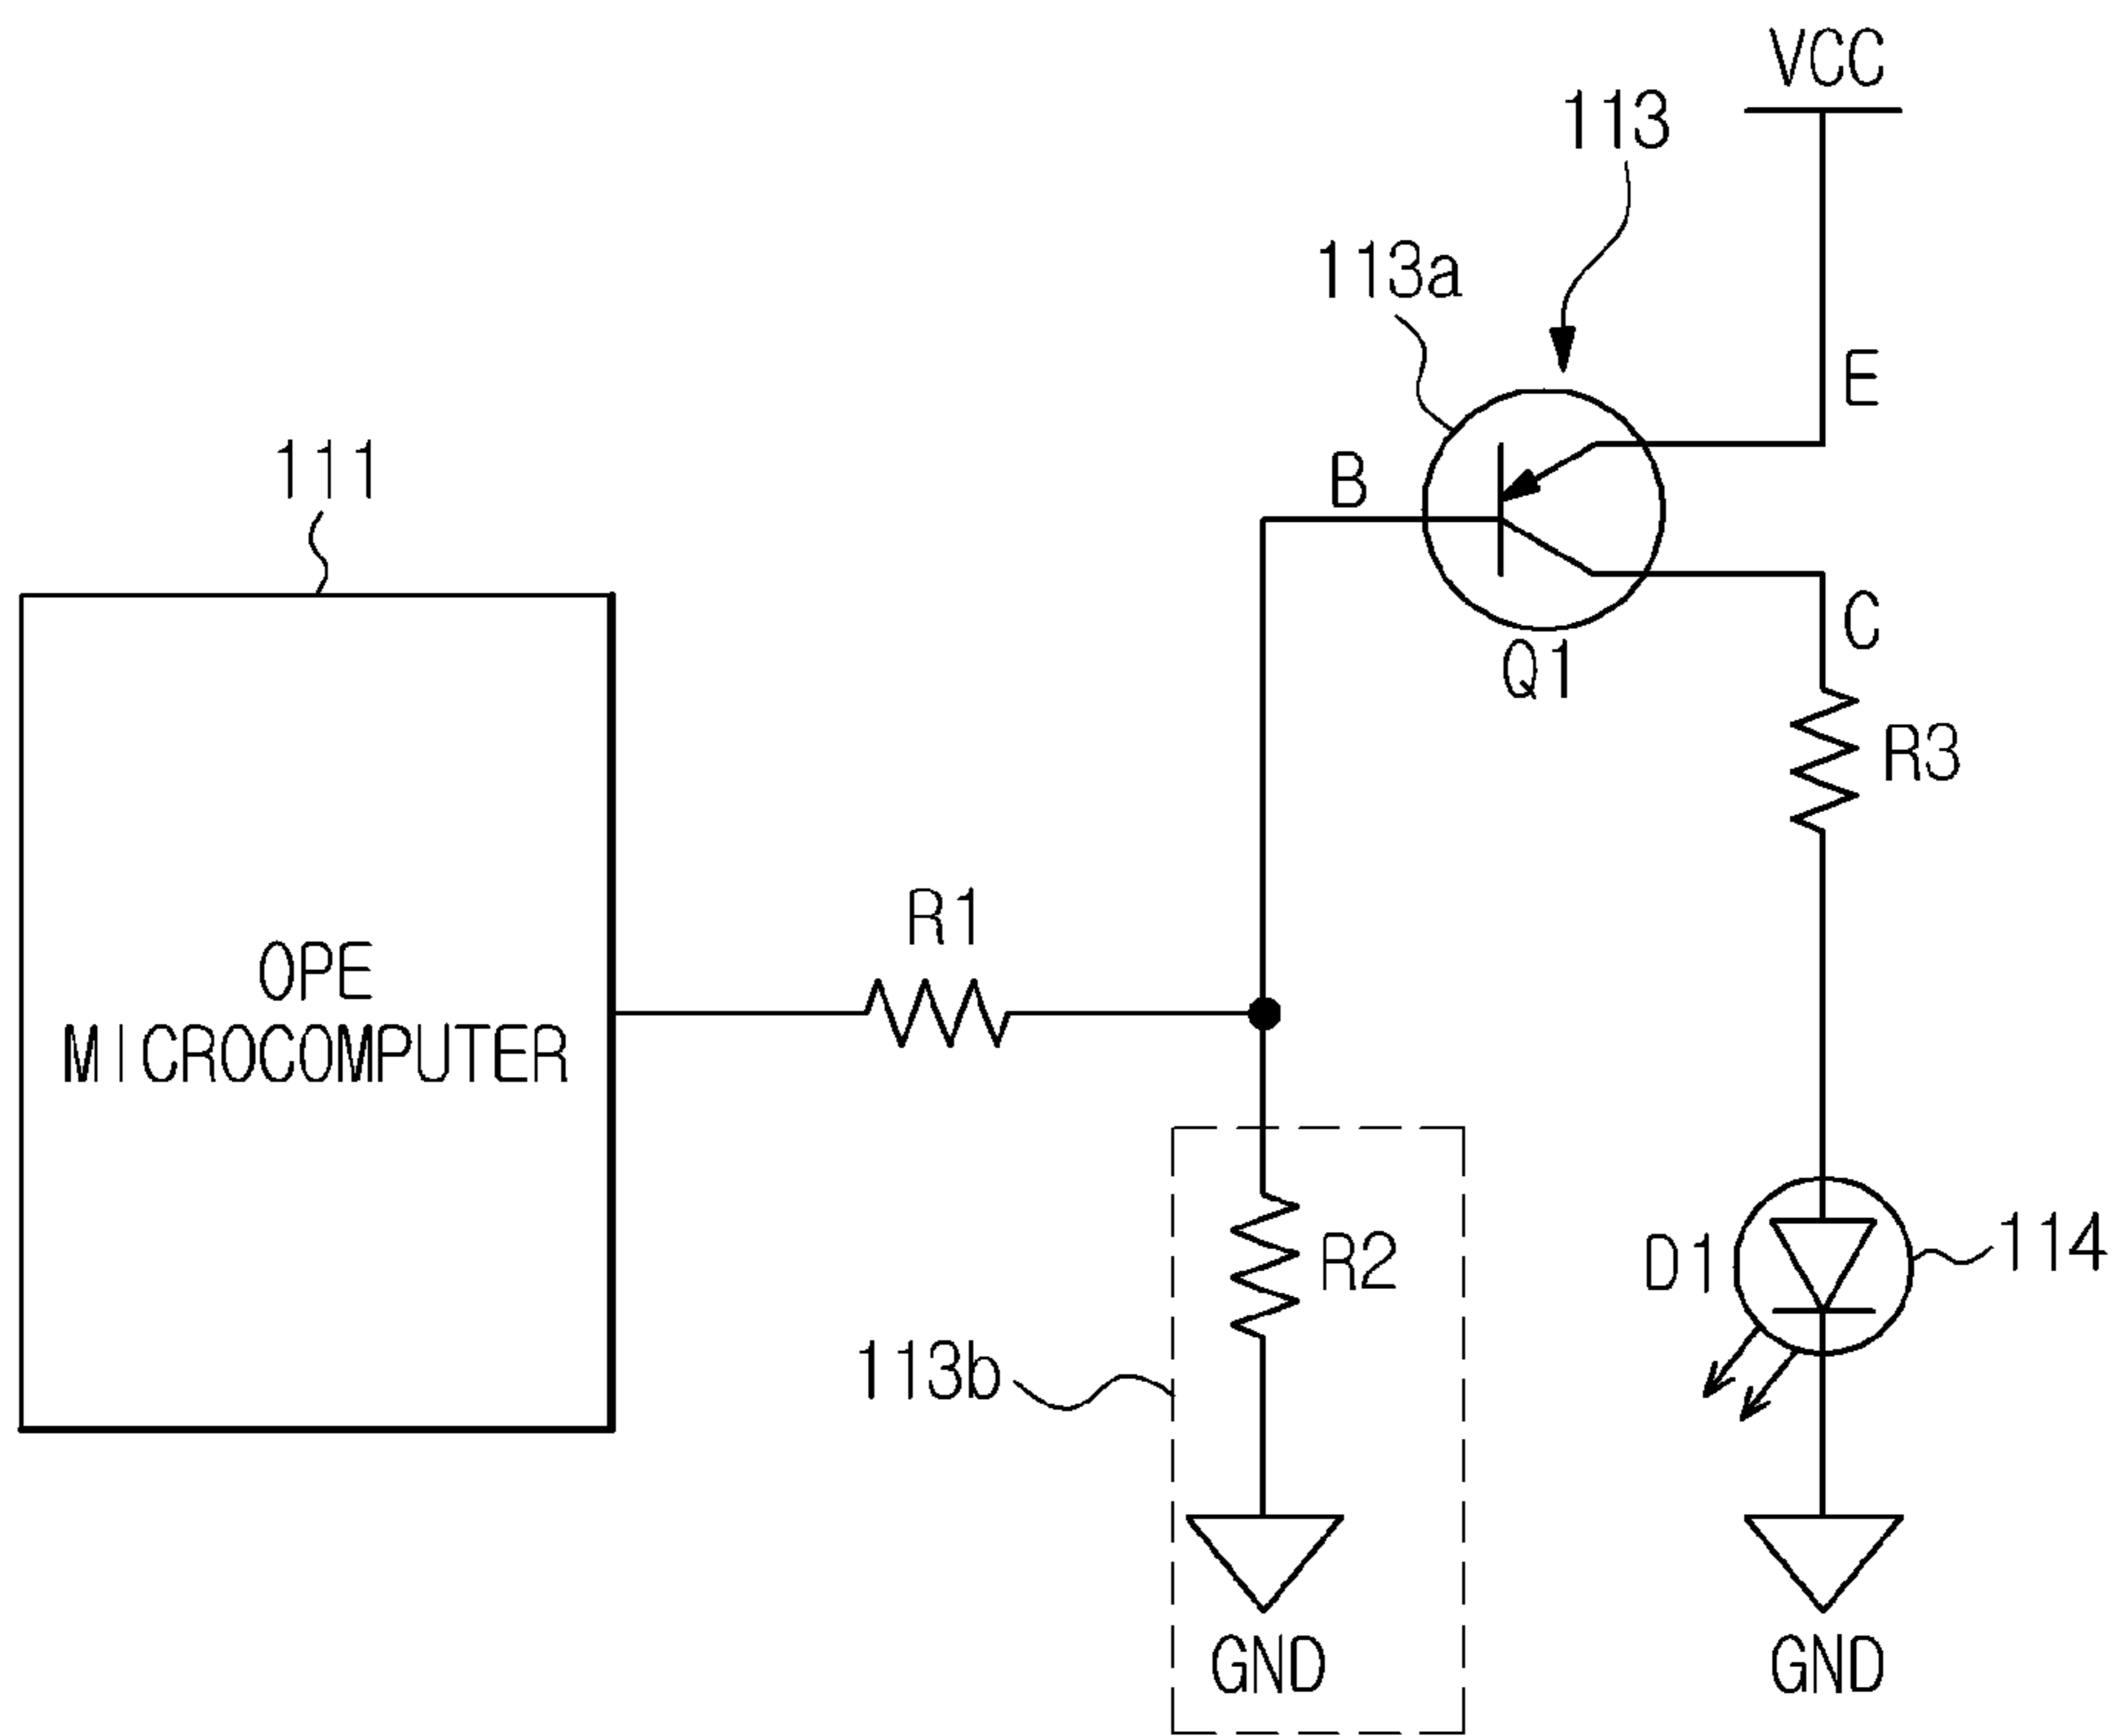 VCC
113
113a
E
B
111
C
Q1
R3
R1
OPE
MICROCOMPUTER
R2
D1
114
113b
GND
GND